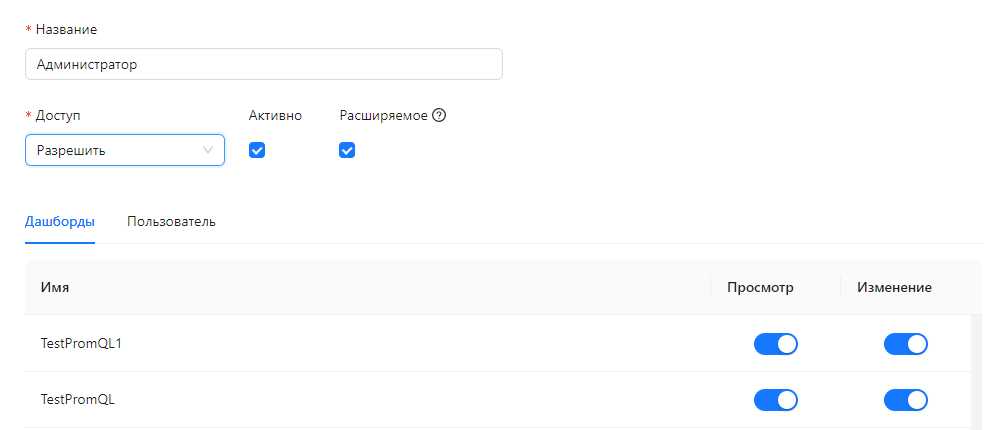 * Название
Администратор
* Доступ Активно Расширяемое
Разрешить
Дашборды Пользователь
Имя Просмотр Изменение
TestPromQL1
TestPromQL